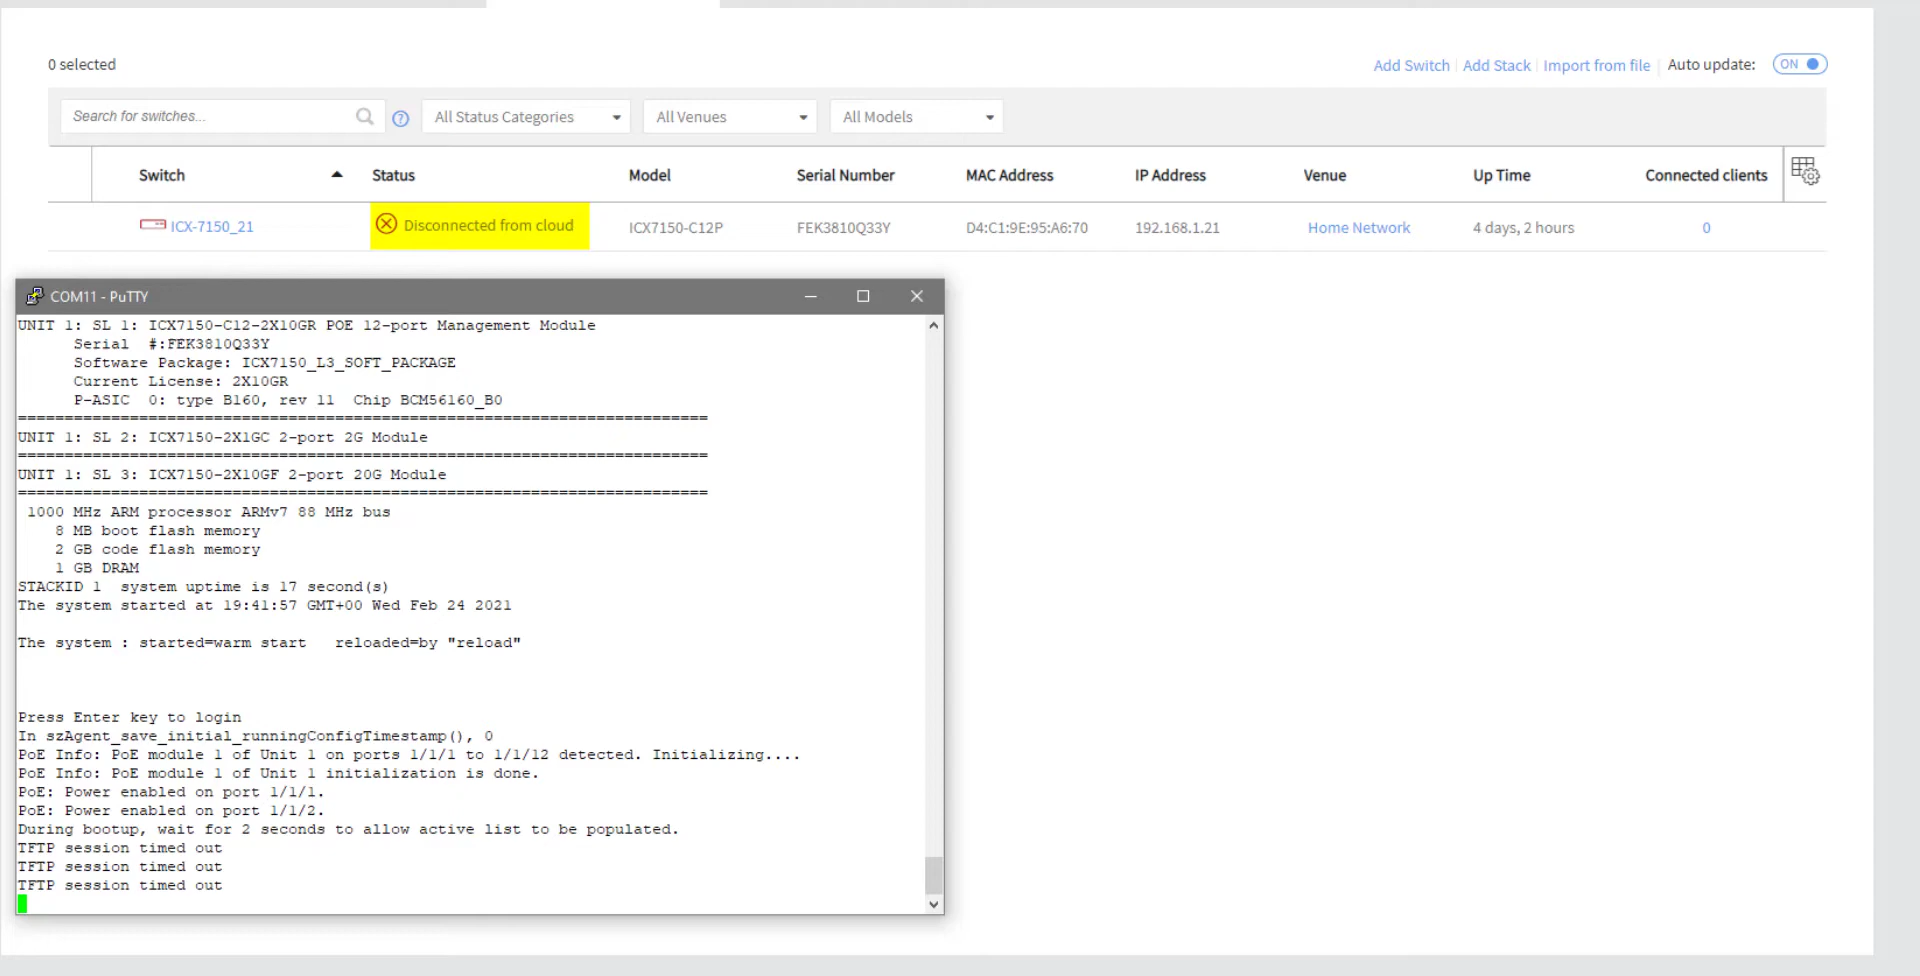 0 selected
Add Switch | Add Stack | Import from file | Auto update: ON
Search for switches... All Status Categories All Venues All Models
Switch Status Model Serial Number MAC Address IP Address Venue Up Time Connected clients
ICX-7150_21 Disconnected from cloud ICX7150-C12P FEK3810Q33Y D4:C1:9E:95:A6:70 192.168.1.21 Home Network 4 days, 2 hours 0
COM11 - PuTTY
UNIT 1: SL 1: ICX7150-C12-2X10GR POE 12-port Management Module
Serial  #:FEK3810Q33Y
Software Package: ICX7150_L3_SOFT_PACKAGE
Current License: 2X10GR
P-ASIC  0: type B160, rev 11  Chip BCM56160_B0
==========================================================================
UNIT 1: SL 2: ICX7150-2X1GC 2-port 2G Module
==========================================================================
UNIT 1: SL 3: ICX7150-2X10GF 2-port 20G Module
==========================================================================
1000 MHz ARM processor ARMv7 88 MHz bus
8 MB boot flash memory
2 GB code flash memory
1 GB DRAM
STACKID 1  system uptime is 17 second(s)
The system started at 19:41:57 GMT+00 Wed Feb 24 2021
The system : started=warm start   reloaded=by "reload"
Press Enter key to login
In szAgent_save_initial_runningConfigTimestamp(), 0
PoE Info: PoE module 1 of Unit 1 on ports 1/1/1 to 1/1/12 detected. Initializing....
PoE Info: PoE module 1 of Unit 1 initialization is done.
PoE: Power enabled on port 1/1/1.
PoE: Power enabled on port 1/1/2.
During bootup, wait for 2 seconds to allow active list to be populated.
TFTP session timed out
TFTP session timed out
TFTP session timed out